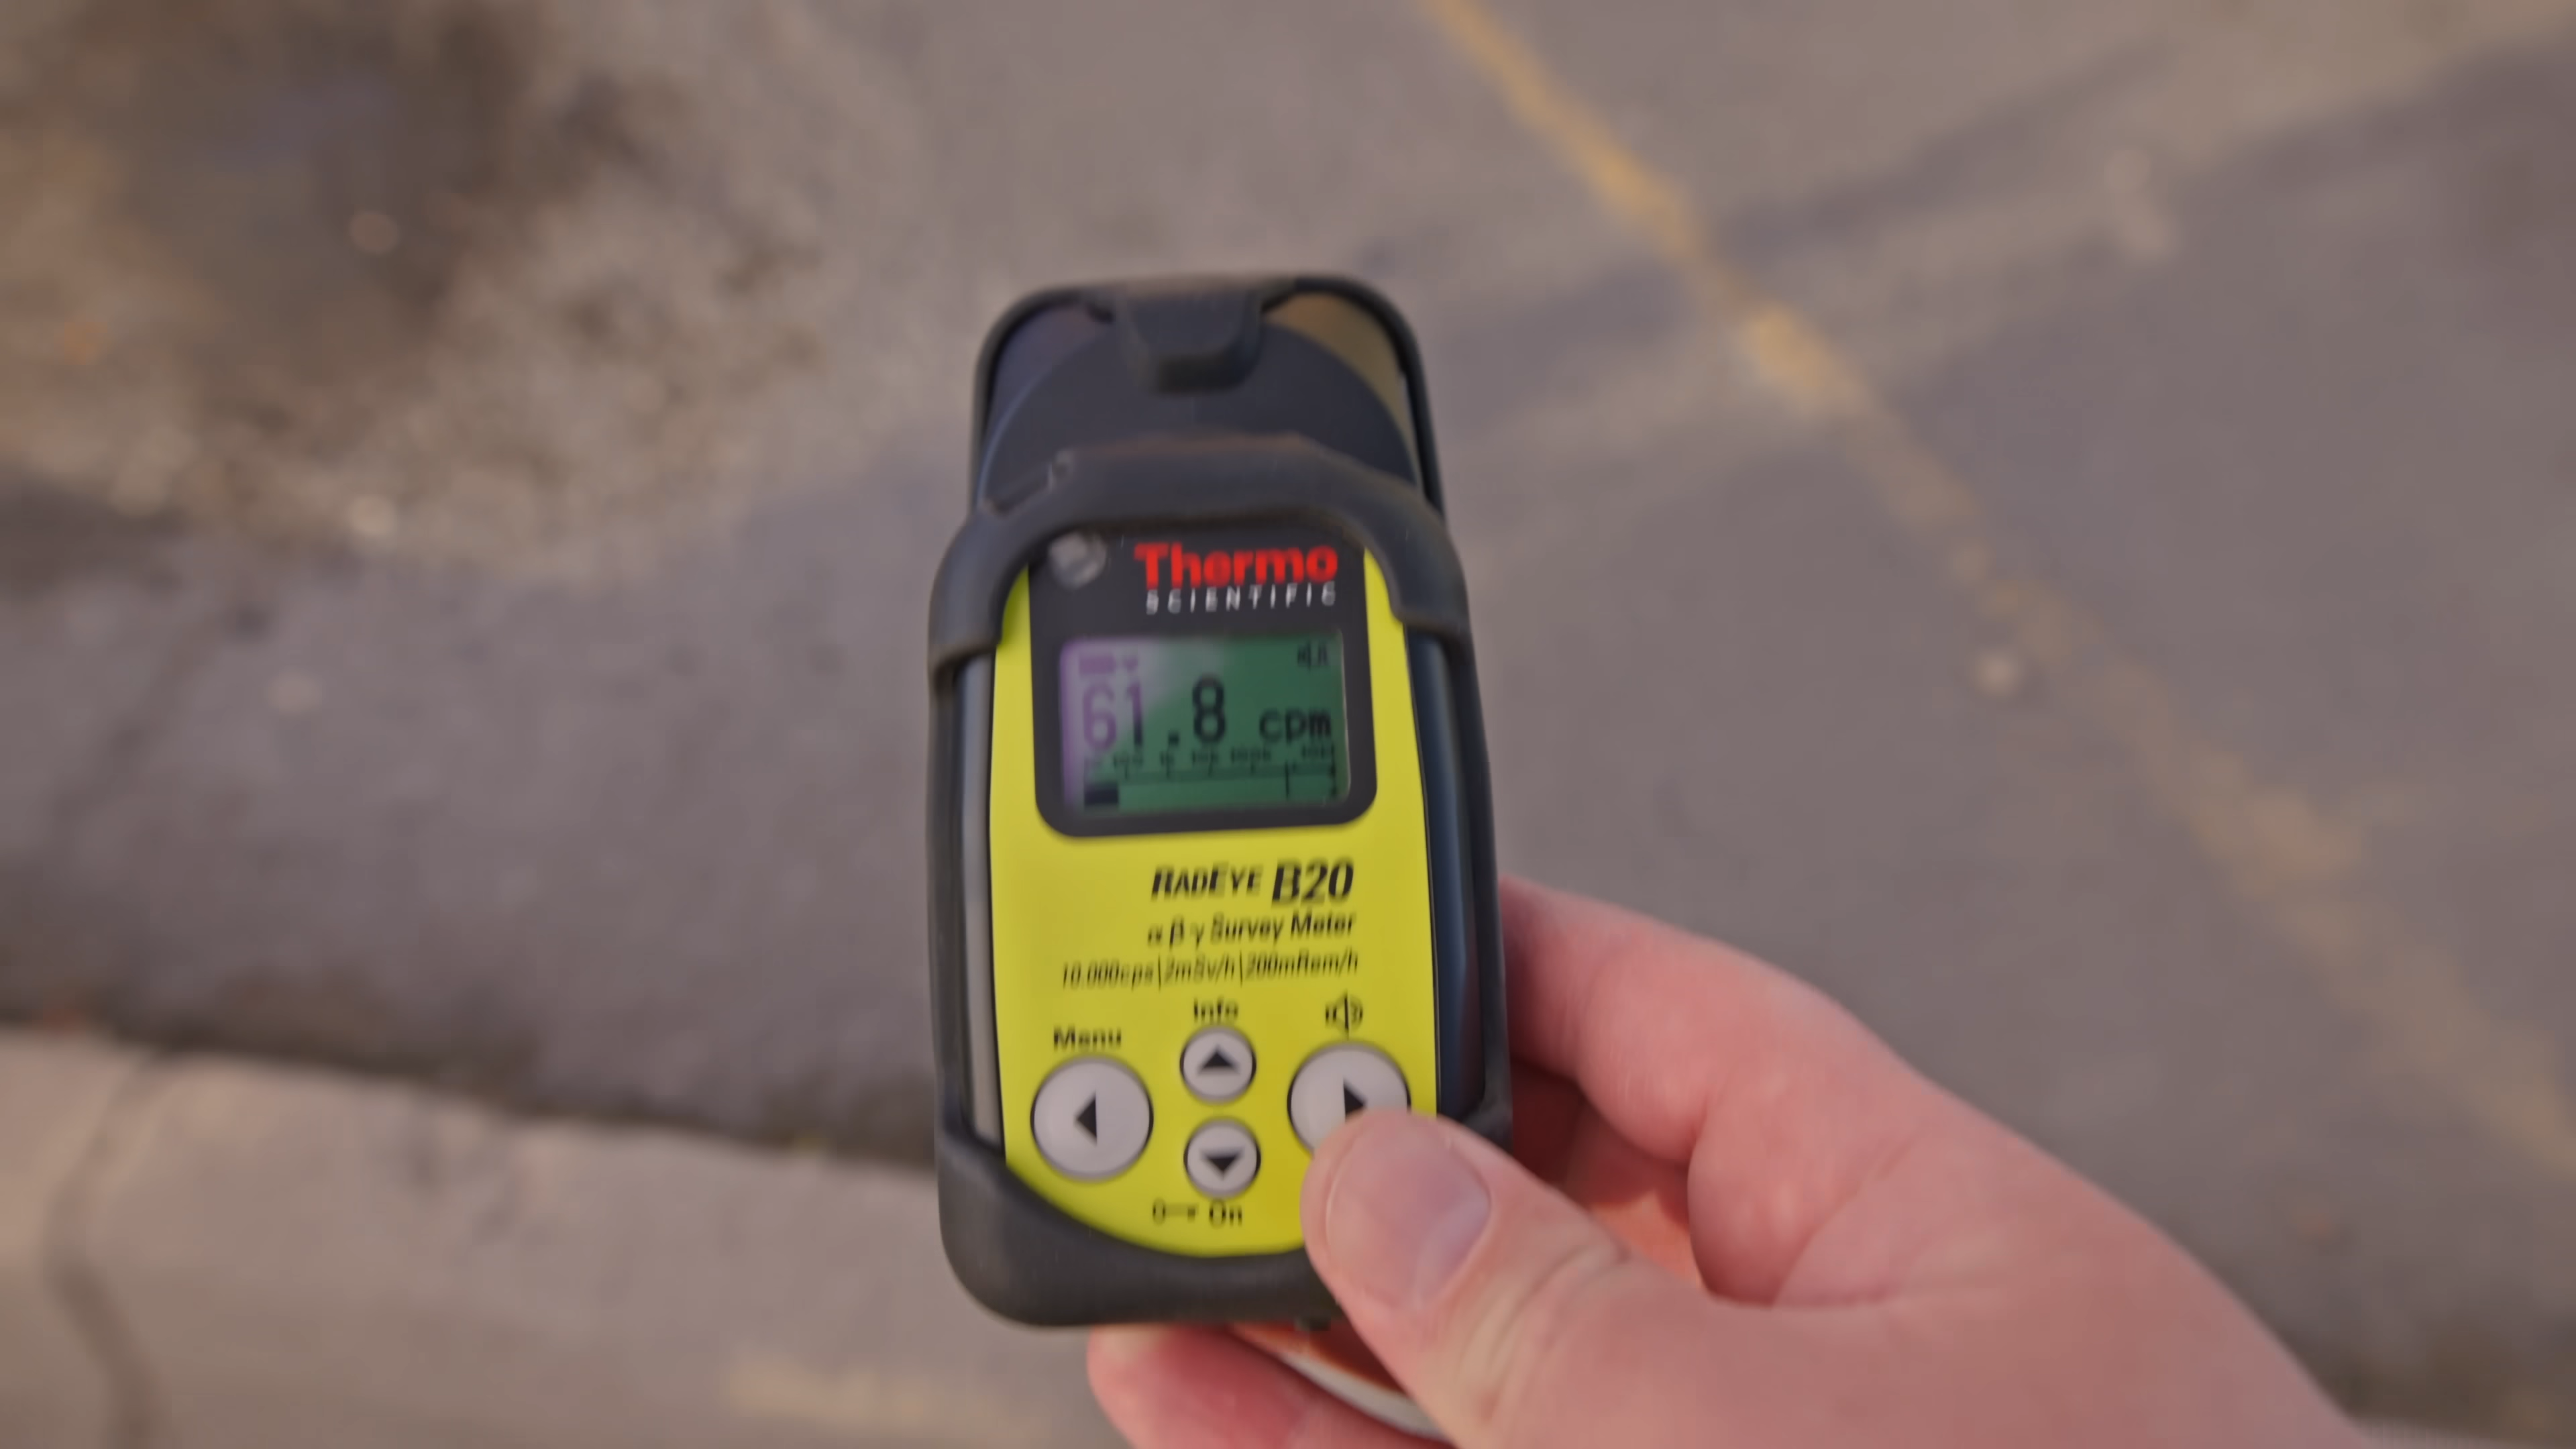 Thermo
SCIENTIFIC
61.8 cpm
RADEYE B20
α β γ Survey Meter
10.000cps|2mSv/h|200mRem/h
Info
Menu
On